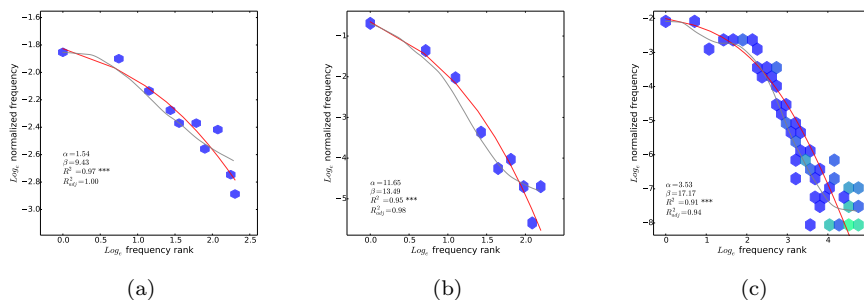 −1.6
−1.8
−2.0
−2.2
−2.4
−2.6
−2.8
−3.0
Log_e normalized frequency
α=1.54
β=9.43
R² =0.97 ***
R²_adj=1.00
0.0 0.5 1.0 1.5 2.0 2.5
Log_e frequency rank
(a)
−1
−2
−3
−4
−5
Log_e normalized frequency
α=11.65
β=13.49
R² =0.95 ***
R²_adj=0.98
0.0 0.5 1.0 1.5 2.0
Log_e frequency rank
(b)
−2
−3
−4
−5
−6
−7
−8
Log_e normalized frequency
α=3.53
β=17.17
R² =0.91 ***
R²_adj=0.94
0 1 2 3 4
Log_e frequency rank
(c)